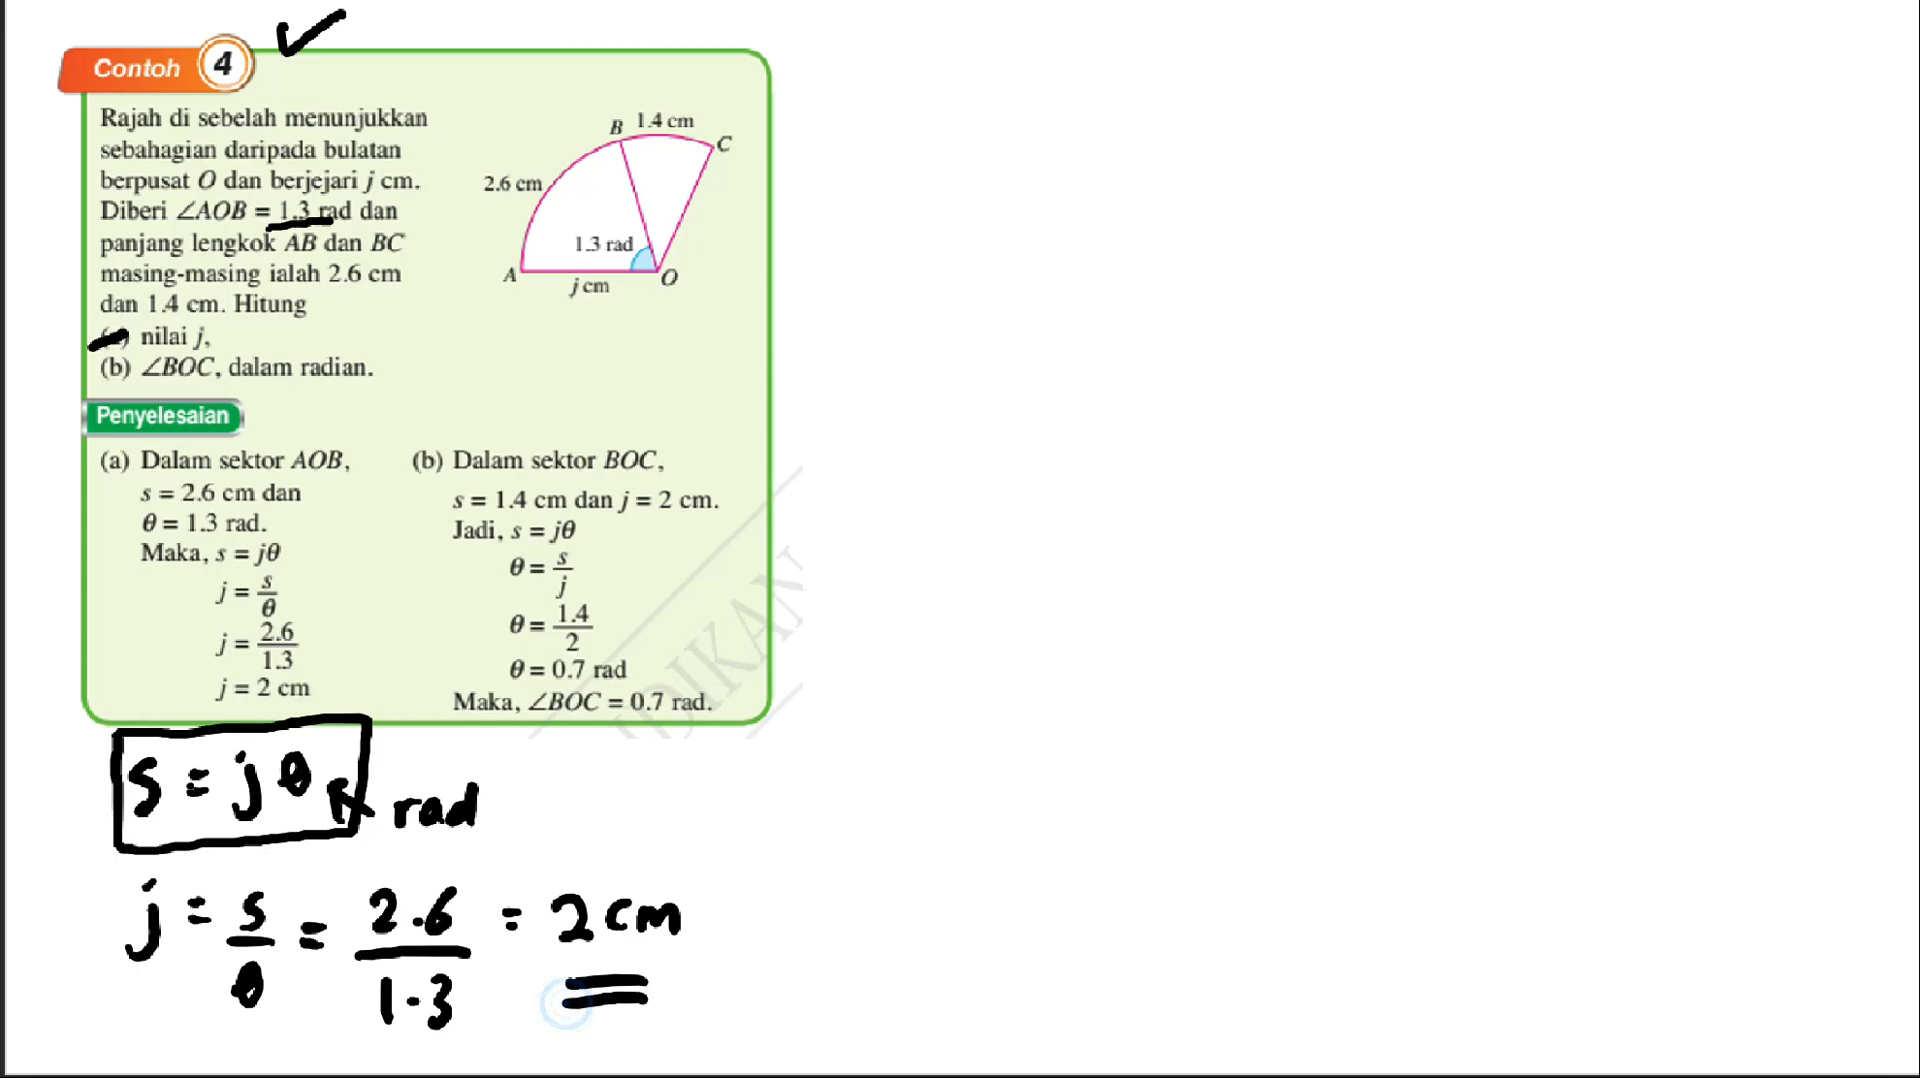 Contoh 4
Rajah di sebelah menunjukkan
sebahagian daripada bulatan
berpusat O dan berjejari j cm.
Diberi ∠AOB = 1.3 rad dan
panjang lengkok AB dan BC
masing-masing ialah 2.6 cm
dan 1.4 cm. Hitung
nilai j,
(b) ∠BOC, dalam radian.
B 1.4 cm
C
2.6 cm
1.3 rad
A
O
j cm
Penyelesaian
(a) Dalam sektor AOB,
s = 2.6 cm dan
θ = 1.3 rad.
Maka, s = jθ
j = s/θ
j = 2.6/1.3
j = 2 cm
(b) Dalam sektor BOC,
s = 1.4 cm dan j = 2 cm.
Jadi, s = jθ
θ = s/j
θ = 1.4/2
θ = 0.7 rad
Maka, ∠BOC = 0.7 rad.
DIKAN
s = jθ rad
j = s/θ = 2.6/1.3 = 2 cm